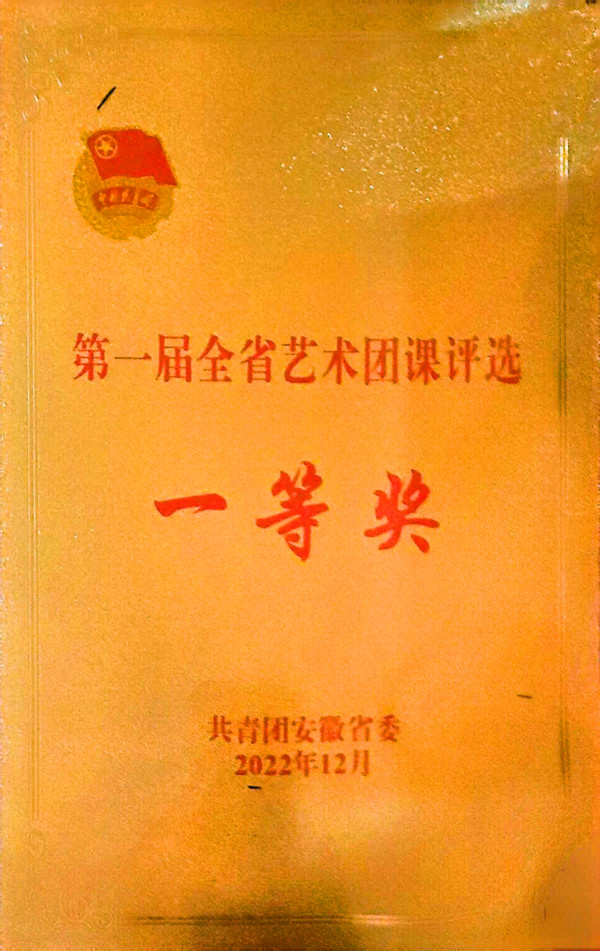 第一届全省艺术团课评选
一等奖
共青团安徽省委
2022年12月